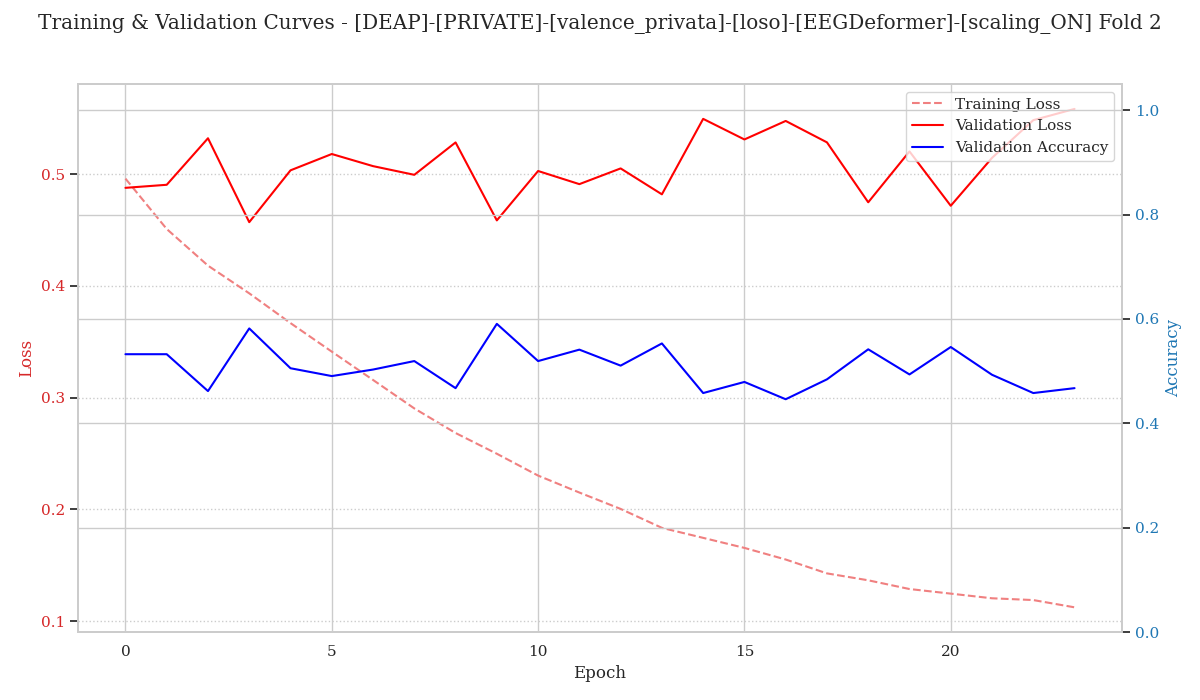 Training & Validation Curves - [DEAP]-[PRIVATE]-[valence_privata]-[loso]-[EEGDeformer]-[scaling_ON] Fold 2
Training Loss
Validation Loss
Validation Accuracy
Loss
0.5
0.4
0.3
0.2
0.1
1.0
0.8
0.6
0.4
0.2
0.0
Accuracy
0
5
10
15
20
Epoch